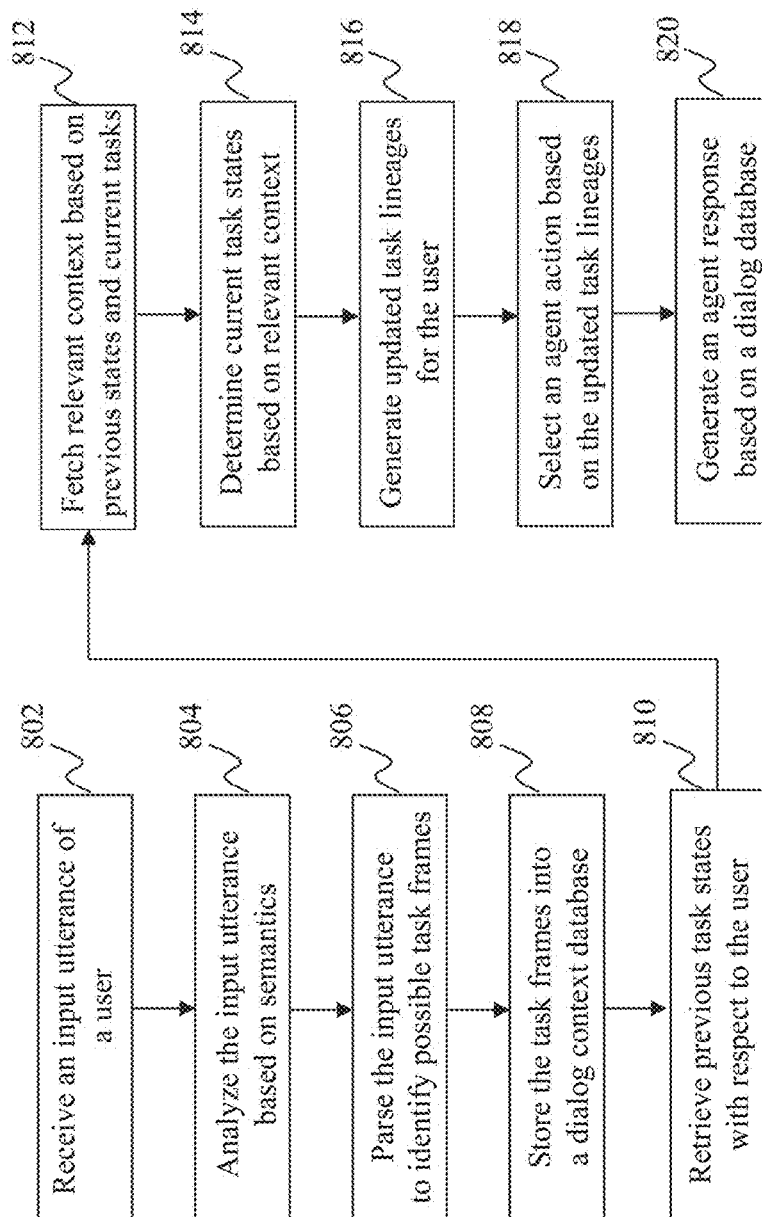 802
Receive an input utterance of
a user
804
Analyze the input utterance
based on semantics
806
Parse the input utterance
to identify possible task frames
808
Store the task frames into
a dialog context database
810
Retrieve previous task states
with respect to the user
812
Fetch relevant context based on
previous states and current tasks
814
Determine current task states
based on relevant context
816
Generate updated task lineages
for the user
818
Select an agent action based
on the updated task lineages
820
Generate an agent response
based on a dialog database